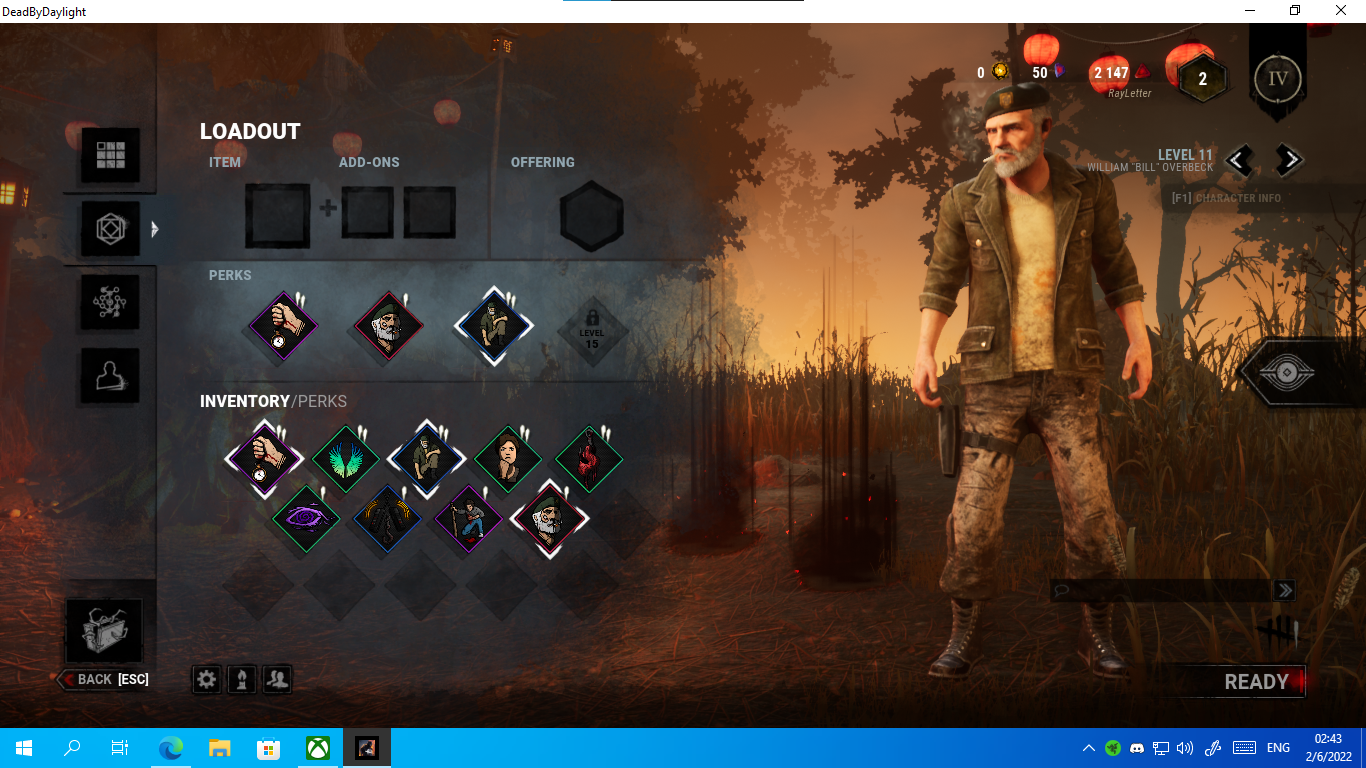 DeadByDaylight
0 50 2 147 2 IV
RayLetter
LOADOUT
ITEM ADD-ONS OFFERING
LEVEL 11
WILLIAM "BILL" OVERBECK
[F1] CHARACTER INFO
PERKS
LEVEL
15
INVENTORY/PERKS
BACK [ESC]
READY
ENG
02:43
2/6/2022